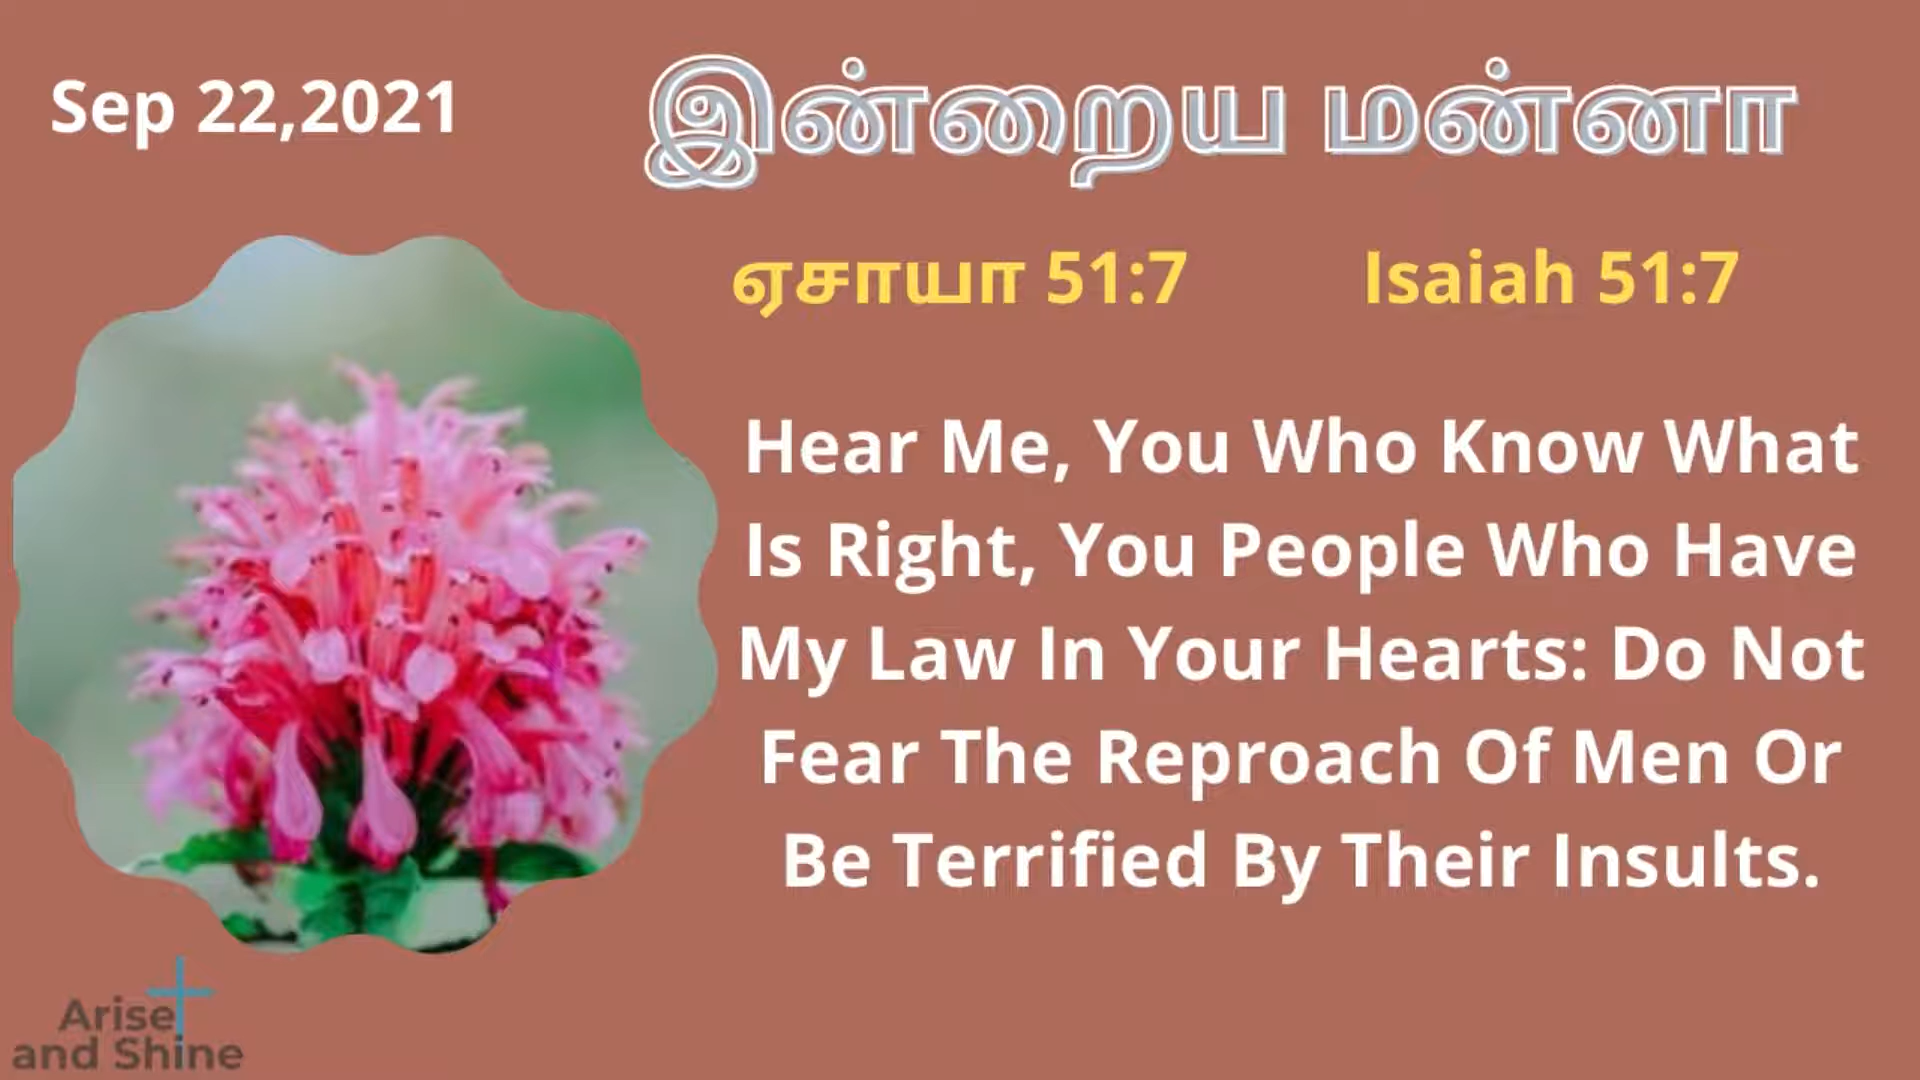 Sep 22,2021
இன்றைய மன்னா
ஏசாயா 51:7
Isaiah 51:7
Hear Me, You Who Know What
Is Right, You People Who Have
My Law In Your Hearts: Do Not
Fear The Reproach Of Men Or
Be Terrified By Their Insults.
Arise
and Shine